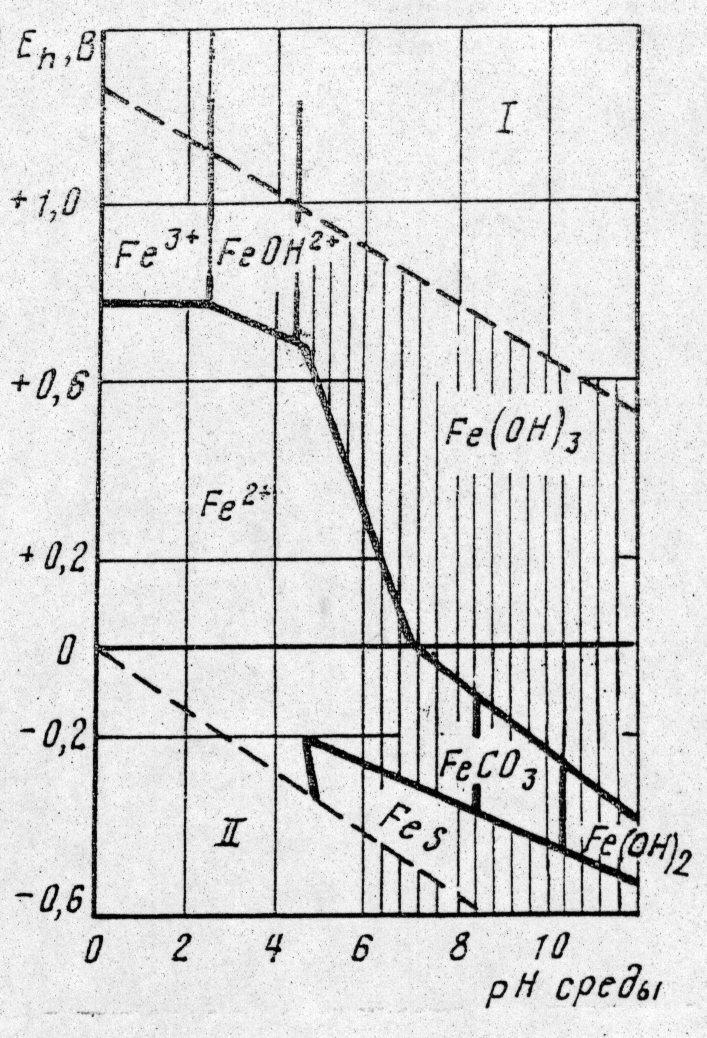 Eh, В
I
+1,0
Fe3+ FeOH2+
+0,6
Fe(OH)3
Fe2+
+0,2
0
-0,2
FeCO3
FeS
II
Fe(OH)2
-0,6
0 2 4 6 8 10
pH среды